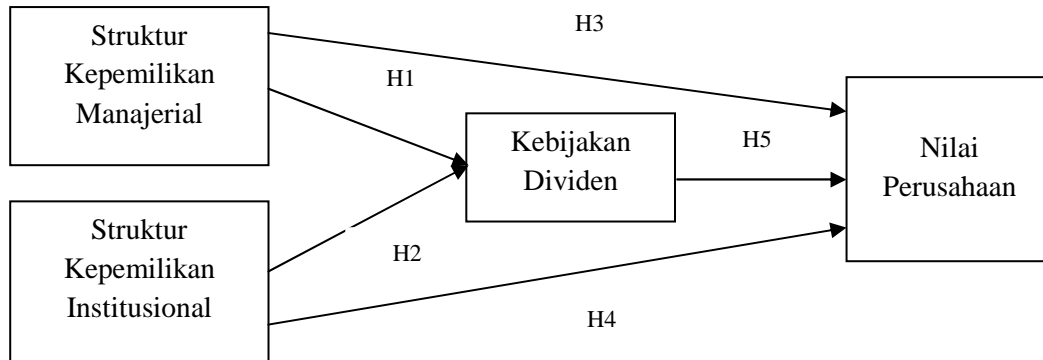 Struktur
Kepemilikan
Manajerial
H3
H1
Kebijakan
Dividen
H5
Nilai
Perusahaan
Struktur
Kepemilikan
Institusional
H2
H4